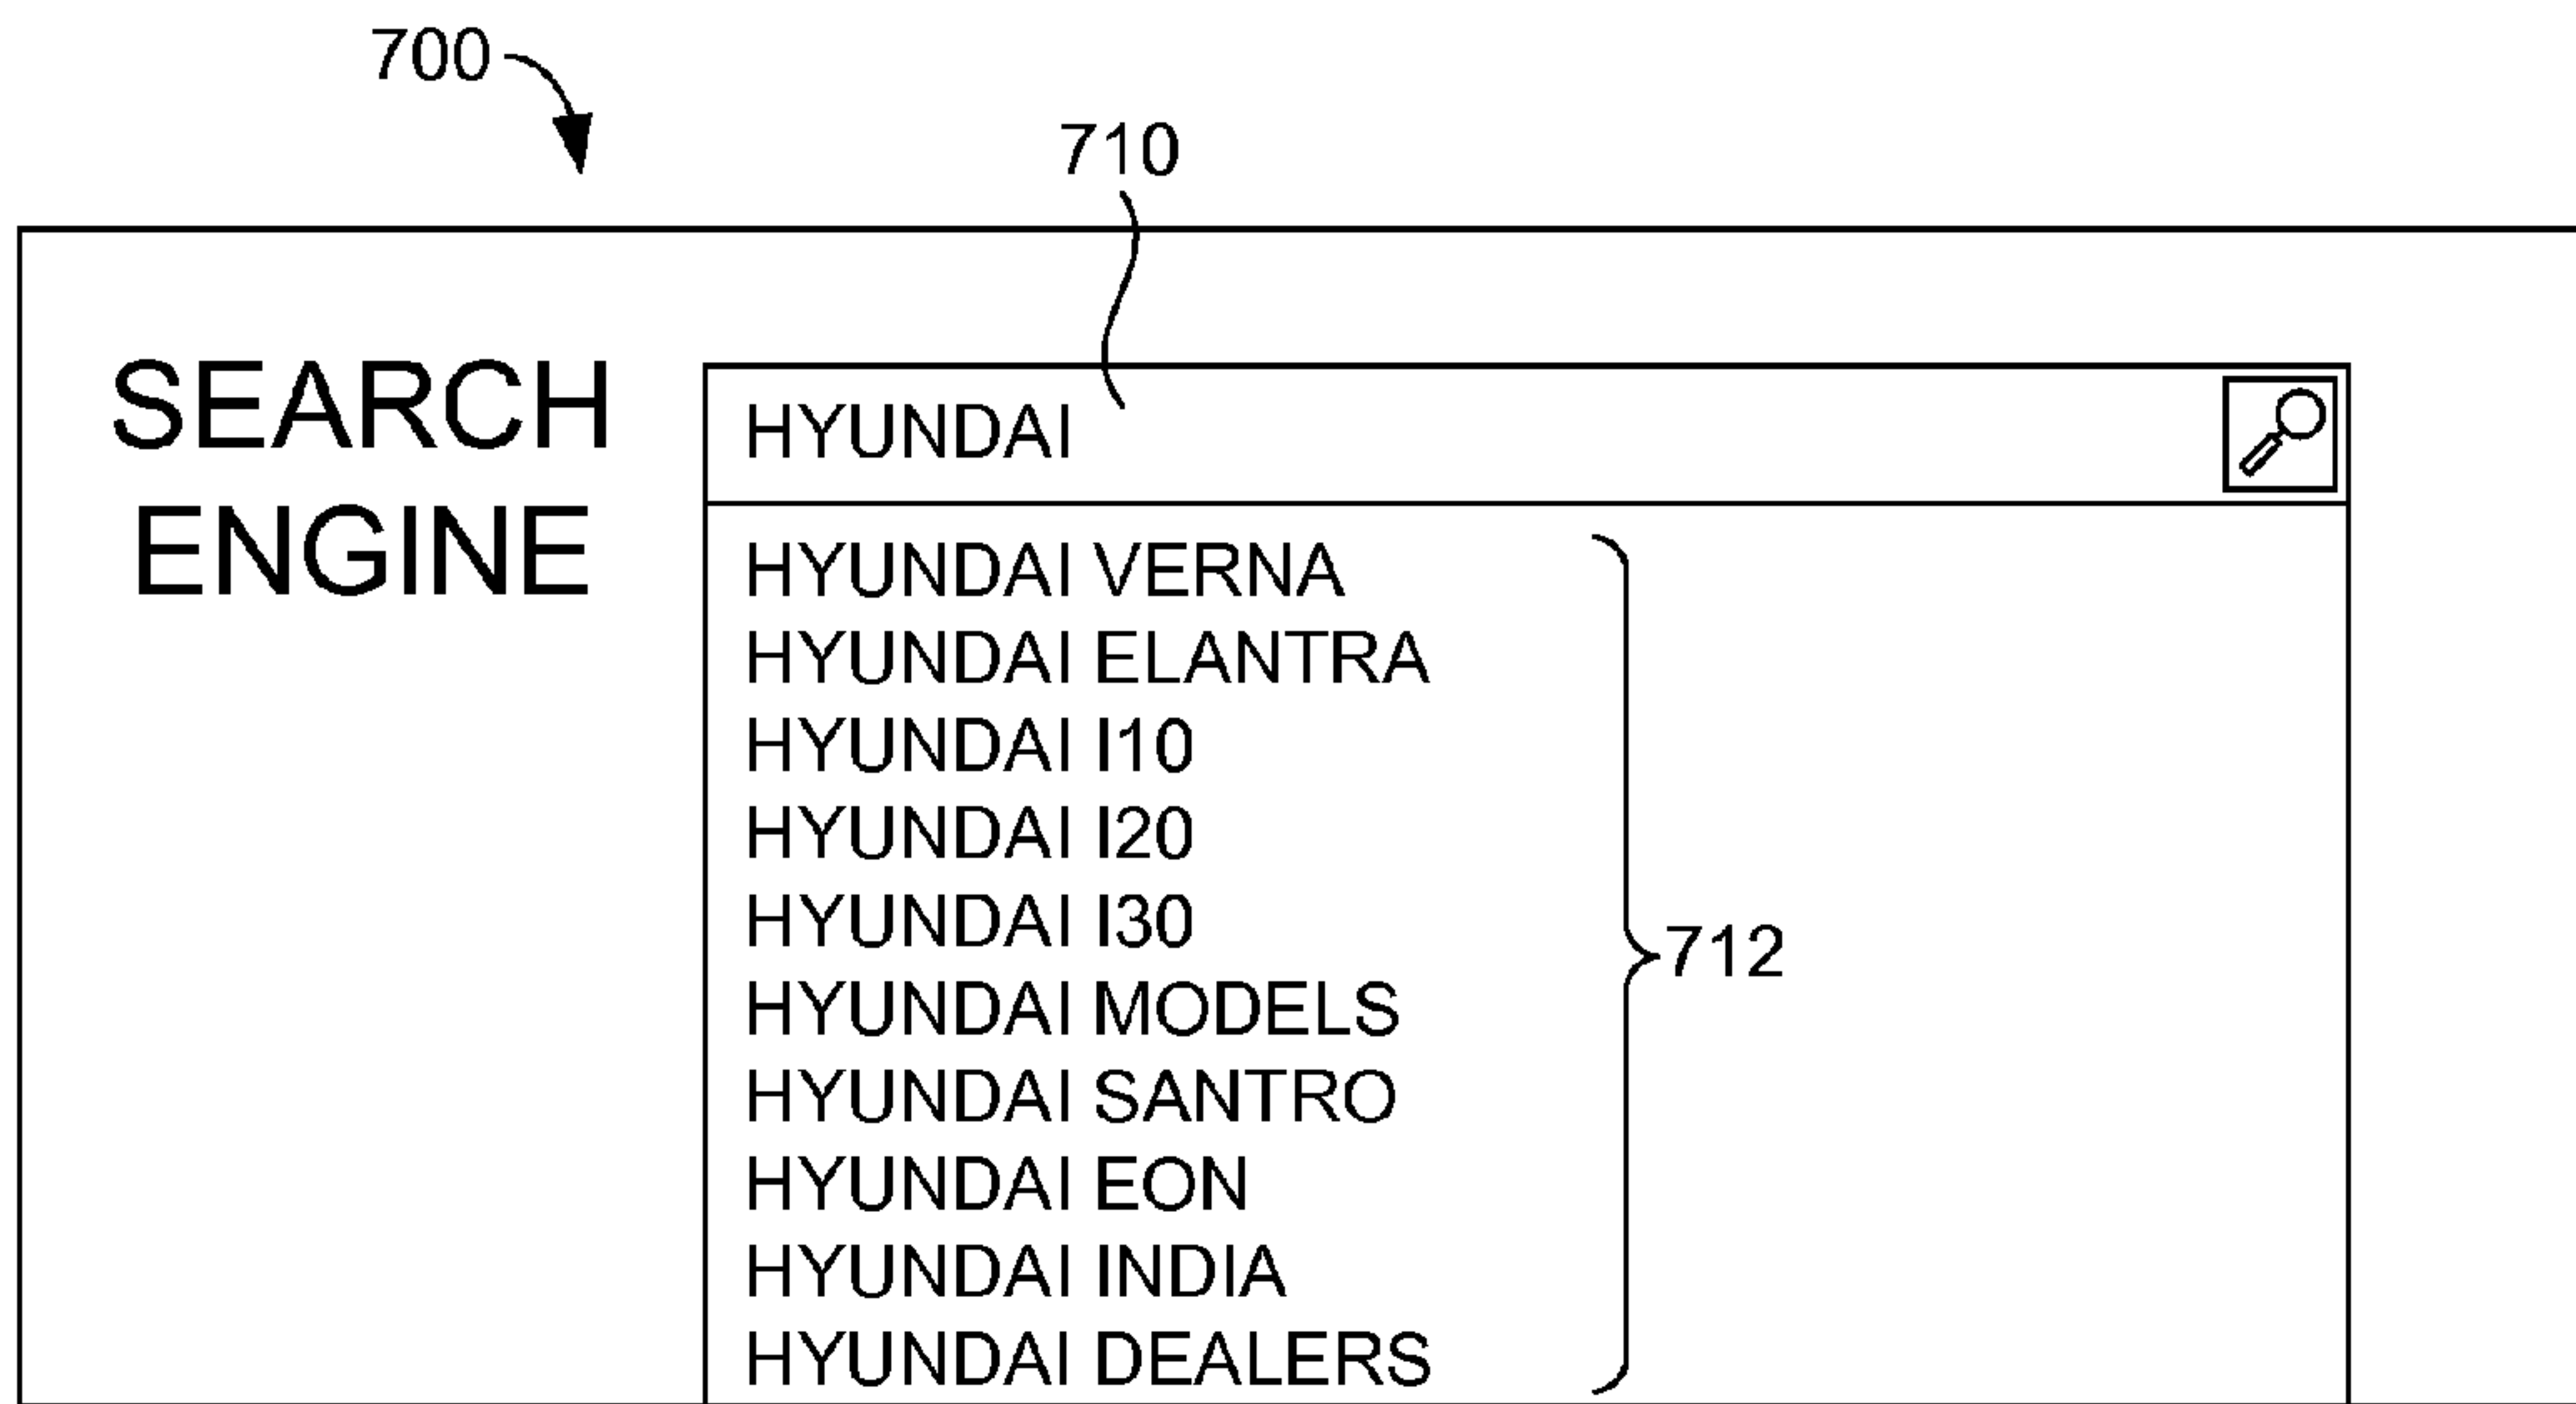 700
710
SEARCH
ENGINE
HYUNDAI
HYUNDAI VERNA
HYUNDAI ELANTRA
HYUNDAI I10
HYUNDAI I20
HYUNDAI I30
HYUNDAI MODELS
HYUNDAI SANTRO
HYUNDAI EON
HYUNDAI INDIA
HYUNDAI DEALERS
712